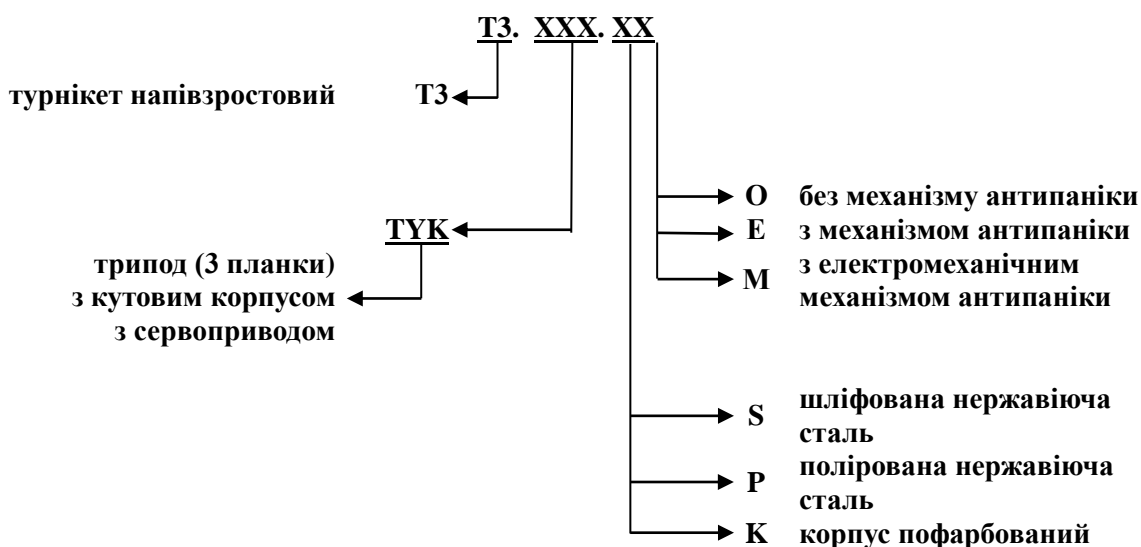 Т3. ХХХ. ХХ
турнікет напівзростовий Т3
O без механізму антипаніки
E з механізмом антипаніки
M з електромеханічним
механізмом антипаніки
TYK
трипод (3 планки)
з кутовим корпусом
з сервоприводом
S шліфована нержавіюча
сталь
P полірована нержавіюча
сталь
K корпус пофарбований